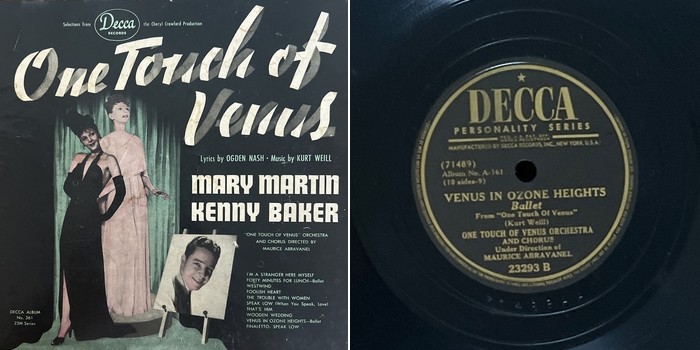 Selections from Decca RECORDS the Cheryl Crawford Production
One Touch of
Venus
Lyrics by OGDEN NASH · Music by KURT WEILL
MARY MARTIN
KENNY BAKER
"ONE TOUCH OF VENUS" ORCHESTRA
AND CHORUS DIRECTED BY
MAURICE ABRAVANEL
I'M A STRANGER HERE MYSELF
FORTY MINUTES FOR LUNCH—Ballet
WESTWIND
FOOLISH HEART
THE TROUBLE WITH WOMEN
SPEAK LOW (When You Speak, Love)
THAT'S HIM
WOODEN WEDDING
VENUS IN OZONE HEIGHTS—Ballet
FINALETTO, SPEAK LOW
DECCA ALBUM
No. 361
23M Series
DECCA
PERSONALITY SERIES
MANUFACTURED BY DECCA RECORDS, INC., NEW YORK, U.S.A.
(71489)
Album No. A-361
(10 sides-9)
VENUS IN OZONE HEIGHTS
Ballet
From "One Touch Of Venus"
(Kurt Weill)
ONE TOUCH OF VENUS ORCHESTRA
AND CHORUS
Under Direction of
MAURICE ABRAVANEL
23293 B